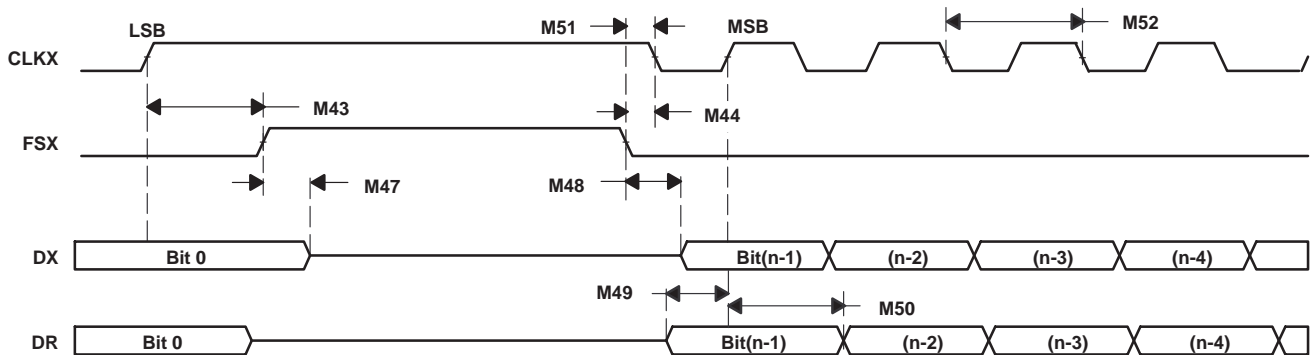 LSB M51 MSB M52
CLKX
M43 M44
FSX
M47 M48
DX Bit 0 Bit(n-1) (n-2) (n-3) (n-4)
M49 M50
DR Bit 0 Bit(n-1) (n-2) (n-3) (n-4)